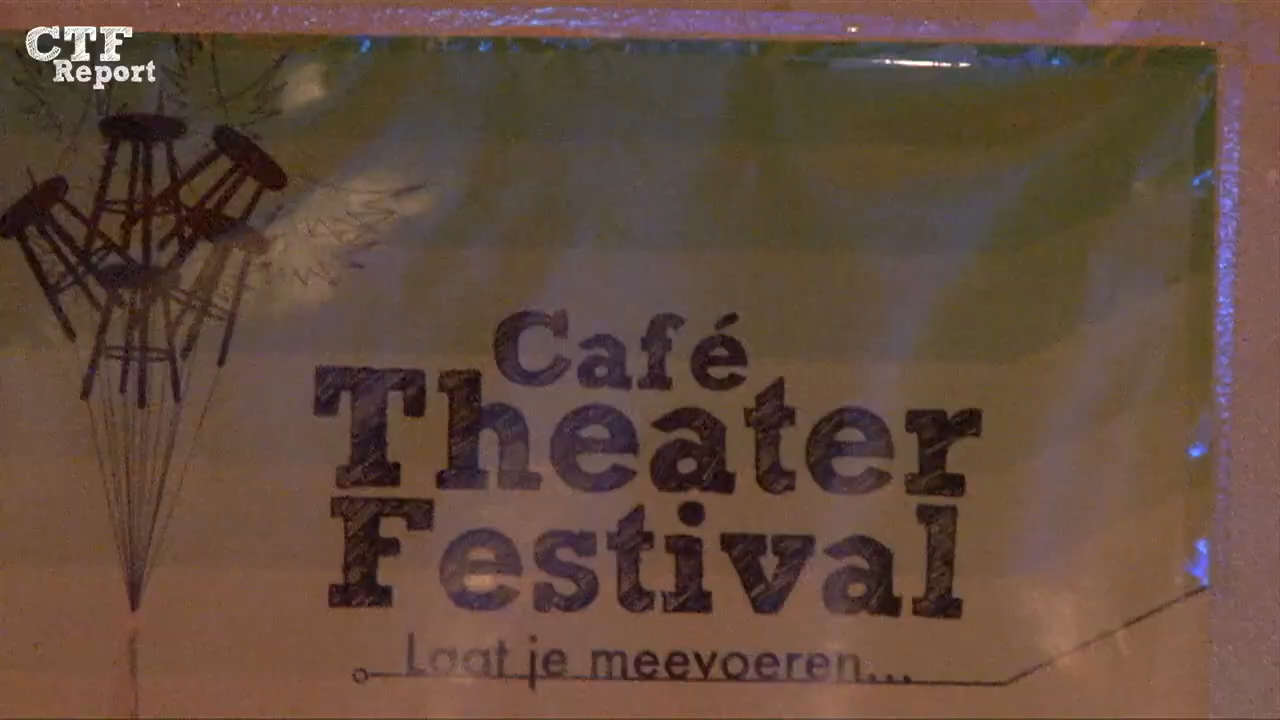 CTF
Report
Café
Theater
Festival
Laat je meevoeren...